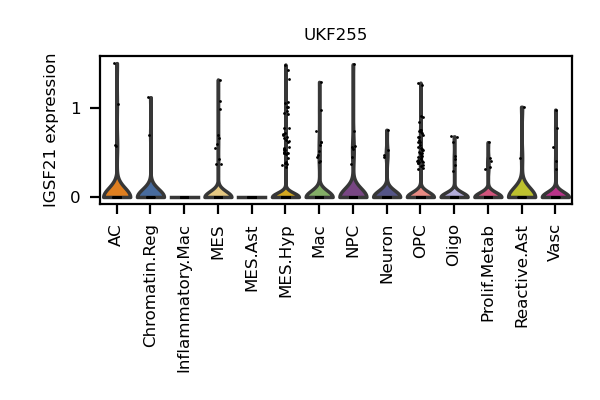 UKF255
IGSF21 expression
1
0
AC
Chromatin.Reg
Inflammatory.Mac
MES
MES.Ast
MES.Hyp
Mac
NPC
Neuron
OPC
Oligo
Prolif.Metab
Reactive.Ast
Vasc